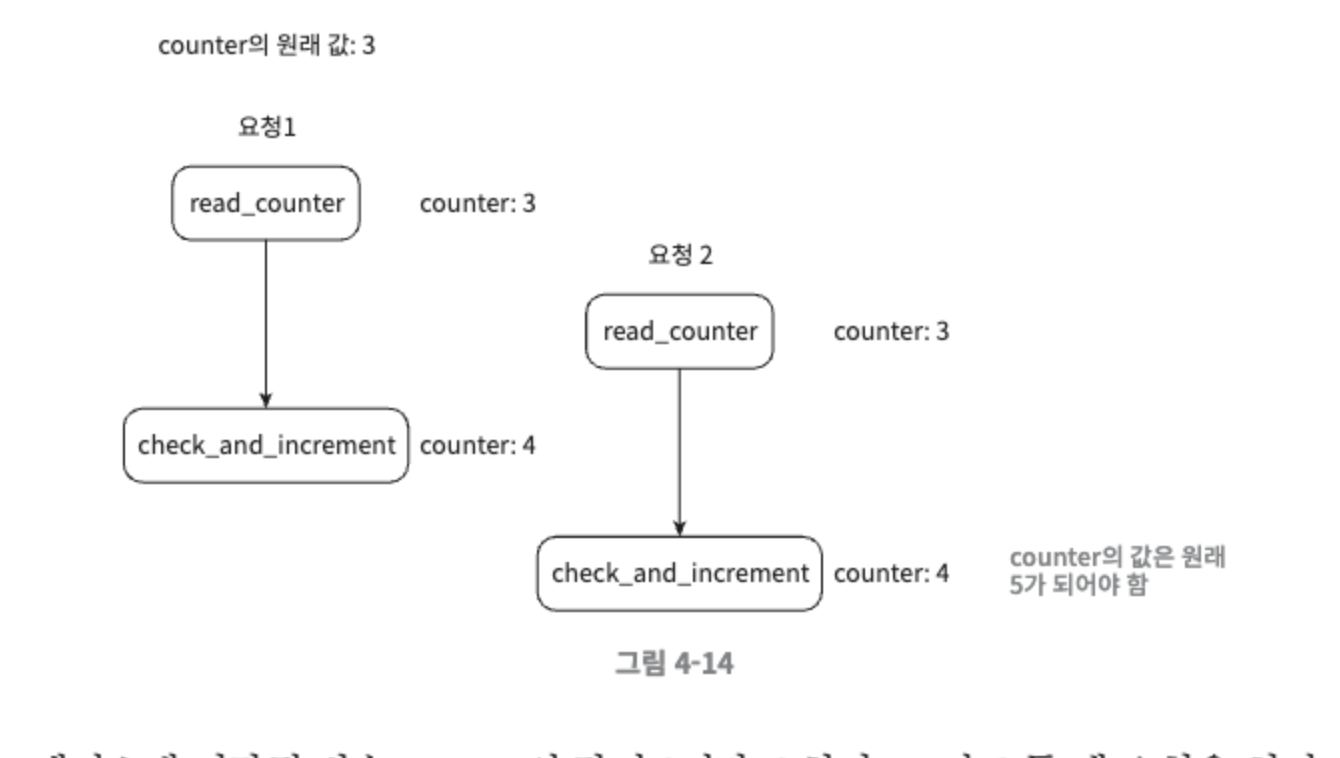 counter의 원래 값: 3
요청1
read_counter
counter: 3
요청 2
read_counter
counter: 3
check_and_increment
counter: 4
check_and_increment
counter: 4
counter의 값은 원래
5가 되어야 함
그림 4-14